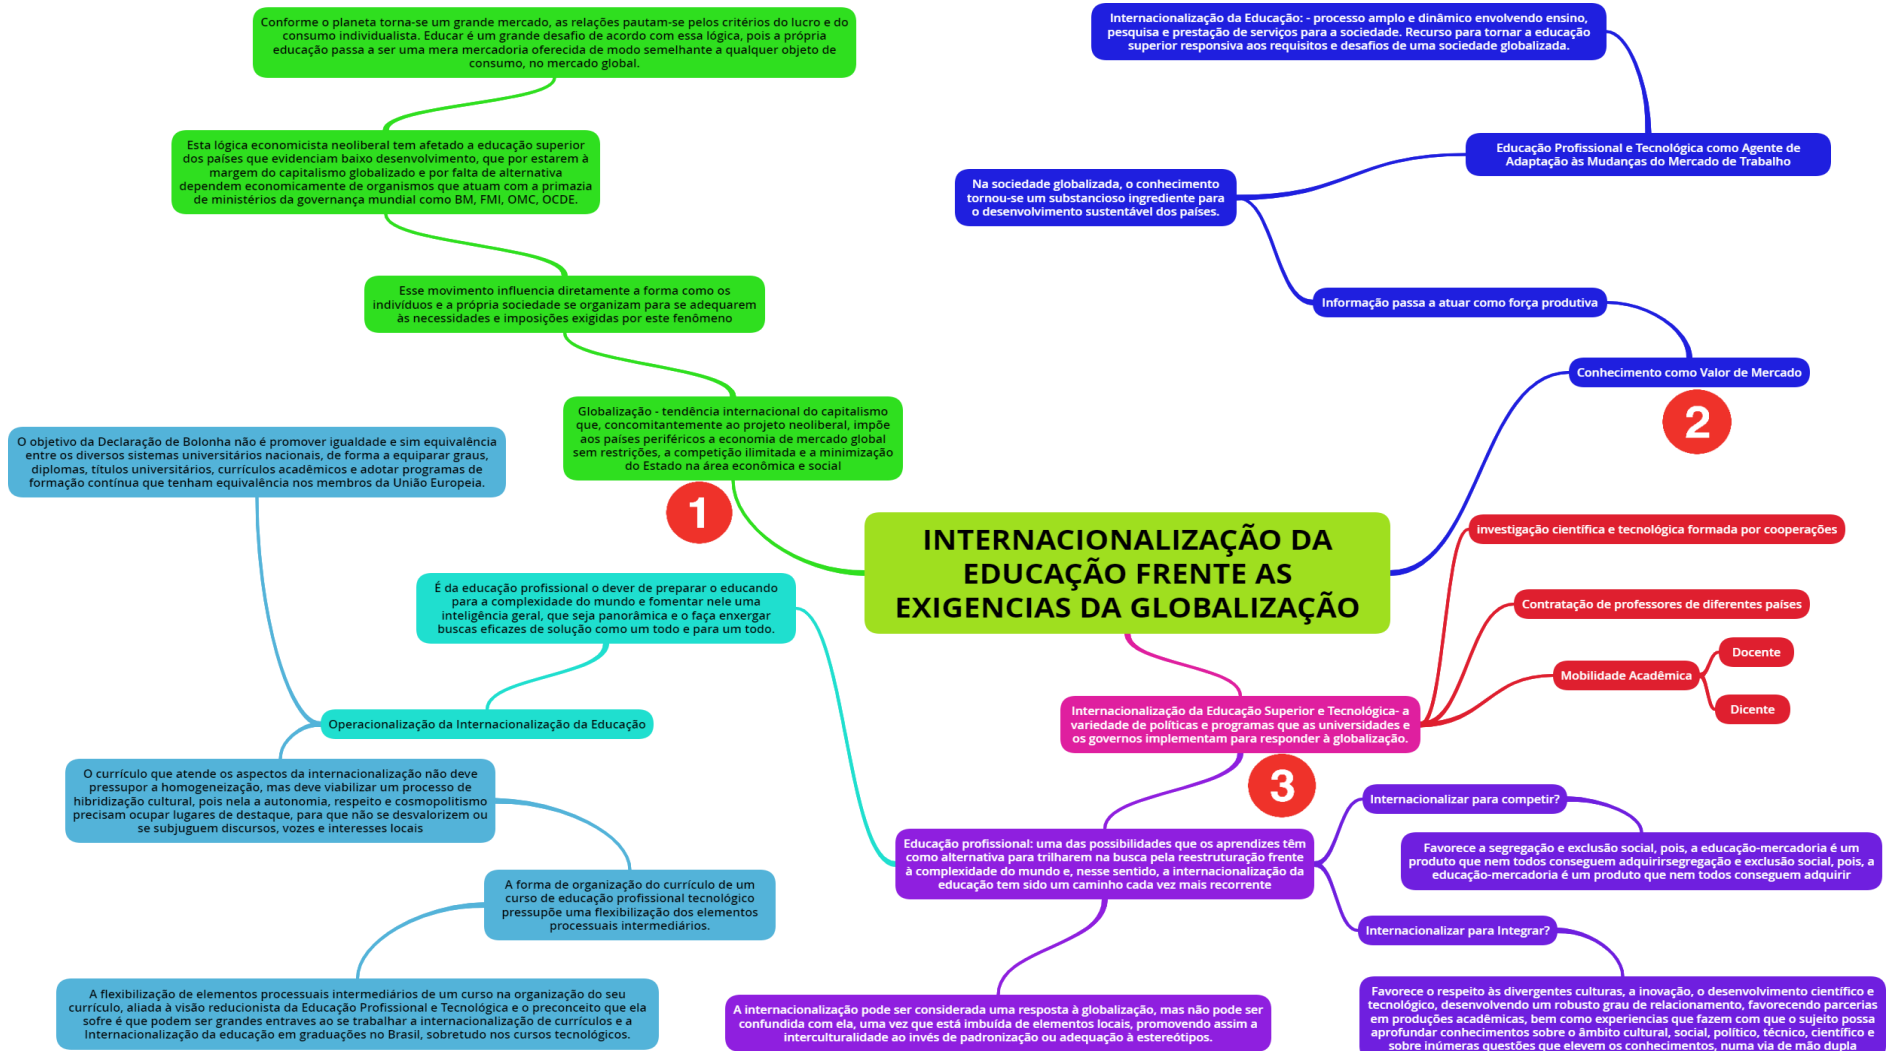 Conforme o planeta torna-se um grande mercado, as relações pautam-se pelos critérios do lucro e do
consumo individualista. Educar é um grande desafio de acordo com essa lógica, pois a própria
educação passa a ser uma mera mercadoria oferecida de modo semelhante a qualquer objeto de
consumo, no mercado global.
Esta lógica economicista neoliberal tem afetado a educação superior
dos países que evidenciam baixo desenvolvimento, que por estarem à
margem do capitalismo globalizado e por falta de alternativa
dependem economicamente de organismos que atuam com a primazia
de ministérios da governança mundial como BM, FMI, OMC, OCDE.
Esse movimento influencia diretamente a forma como os
indivíduos e a própria sociedade se organizam para se adequarem
às necessidades e imposições exigidas por este fenômeno
Globalização - tendência internacional do capitalismo
que, concomitantemente ao projeto neoliberal, impõe
aos países periféricos a economia de mercado global
sem restrições, a competição ilimitada e a minimização
do Estado na área econômica e social
1
Internacionalização da Educação: - processo amplo e dinâmico envolvendo ensino,
pesquisa e prestação de serviços para a sociedade. Recurso para tornar a educação
superior responsiva aos requisitos e desafios de uma sociedade globalizada.
Educação Profissional e Tecnológica como Agente de
Adaptação às Mudanças do Mercado de Trabalho
Na sociedade globalizada, o conhecimento
tornou-se um substancioso ingrediente para
o desenvolvimento sustentável dos países.
Informação passa a atuar como força produtiva
Conhecimento como Valor de Mercado
2
INTERNACIONALIZAÇÃO DA
EDUCAÇÃO FRENTE AS
EXIGENCIAS DA GLOBALIZAÇÃO
investigação científica e tecnológica formada por cooperações
Contratação de professores de diferentes países
Mobilidade Acadêmica
Docente
Dicente
Internacionalização da Educação Superior e Tecnológica- a
variedade de políticas e programas que as universidades e
os governos implementam para responder à globalização.
3
Educação profissional: uma das possibilidades que os aprendizes têm
como alternativa para trilharem na busca pela reestruturação frente
à complexidade do mundo e, nesse sentido, a internacionalização da
educação tem sido um caminho cada vez mais recorrente
Internacionalizar para competir?
Favorece a segregação e exclusão social, pois, a educação-mercadoria é um
produto que nem todos conseguem adquirirsegregação e exclusão social, pois, a
educação-mercadoria é um produto que nem todos conseguem adquirir
Internacionalizar para Integrar?
Favorece o respeito às divergentes culturas, a inovação, o desenvolvimento científico e
tecnológico, desenvolvendo um robusto grau de relacionamento, favorecendo parcerias
em produções acadêmicas, bem como experiencias que fazem com que o sujeito possa
aprofundar conhecimentos sobre o âmbito cultural, social, político, técnico, científico e
sobre inúmeras questões que elevem os conhecimentos, numa via de mão dupla
A internacionalização pode ser considerada uma resposta à globalização, mas não pode ser
confundida com ela, uma vez que está imbuída de elementos locais, promovendo assim a
interculturalidade ao invés de padronização ou adequação à estereótipos.
É da educação profissional o dever de preparar o educando
para a complexidade do mundo e fomentar nele uma
inteligência geral, que seja panorâmica e o faça enxergar
buscas eficazes de solução como um todo e para um todo.
Operacionalização da Internacionalização da Educação
O objetivo da Declaração de Bolonha não é promover igualdade e sim equivalência
entre os diversos sistemas universitários nacionais, de forma a equiparar graus,
diplomas, títulos universitários, currículos acadêmicos e adotar programas de
formação contínua que tenham equivalência nos membros da União Europeia.
O currículo que atende os aspectos da internacionalização não deve
pressupor a homogeneização, mas deve viabilizar um processo de
hibridização cultural, pois nela a autonomia, respeito e cosmopolitismo
precisam ocupar lugares de destaque, para que não se desvalorizem ou
se subjuguem discursos, vozes e interesses locais
A forma de organização do currículo de um
curso de educação profissional tecnológico
pressupõe uma flexibilização dos elementos
processuais intermediários.
A flexibilização de elementos processuais intermediários de um curso na organização do seu
currículo, aliada à visão reducionista da Educação Profissional e Tecnológica e o preconceito que ela
sofre é que podem ser grandes entraves ao se trabalhar a internacionalização de currículos e a
Internacionalização da educação em graduações no Brasil, sobretudo nos cursos tecnológicos.